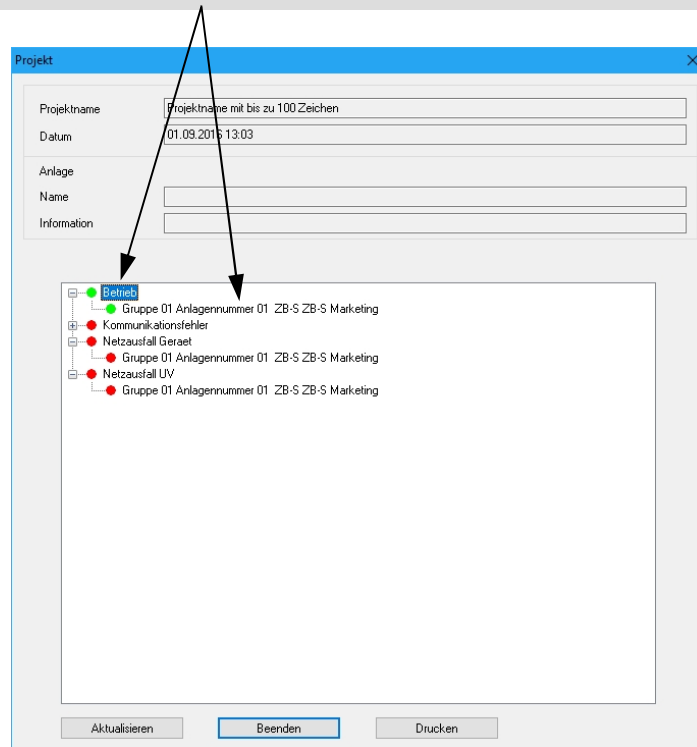 Projekt
Projektname Projektname mit bis zu 100 Zeichen
Datum 01.09.2016 13:03
Anlage
Name
Information
Betrieb
Gruppe 01 Anlagennummer 01 ZB-S ZB-S Marketing
Kommunikationsfehler
Netzausfall Geraet
Gruppe 01 Anlagennummer 01 ZB-S ZB-S Marketing
Netzausfall UV
Gruppe 01 Anlagennummer 01 ZB-S ZB-S Marketing
Aktualisieren Beenden Drucken